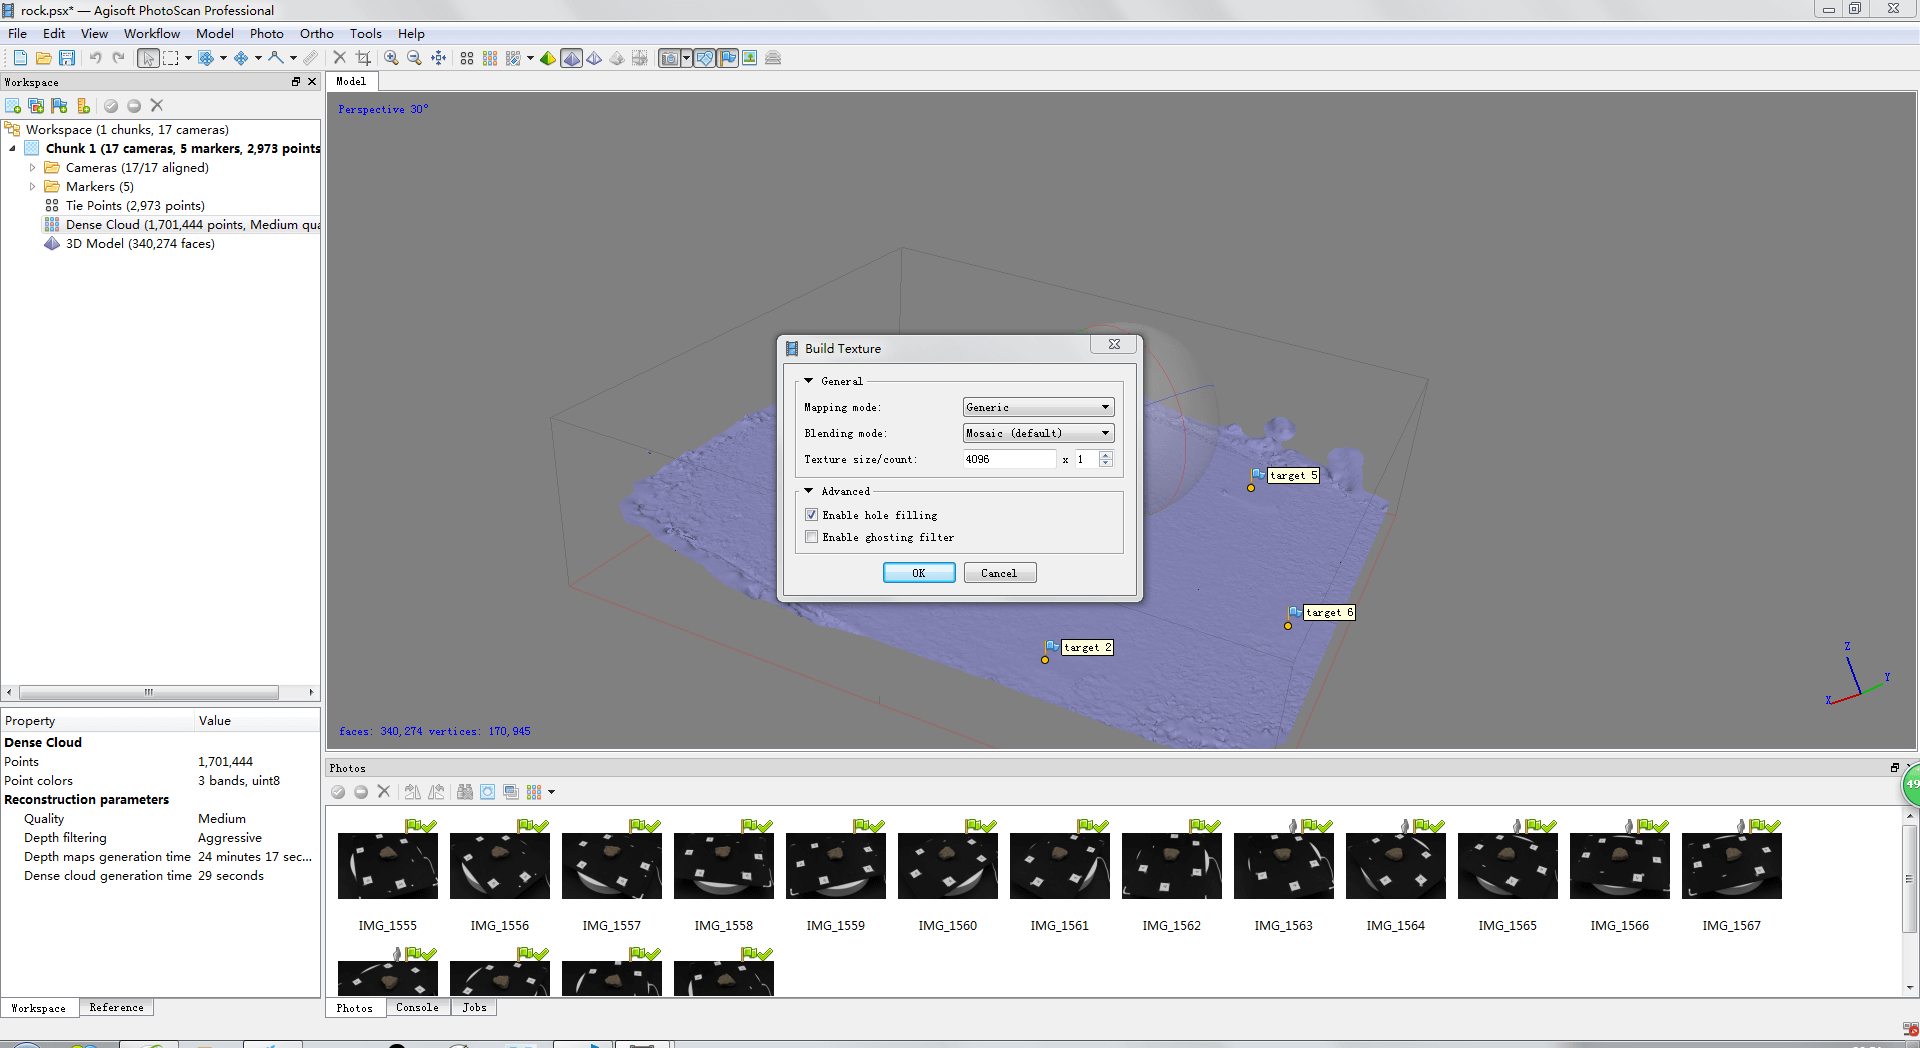 rock.psx* — Agisoft PhotoScan Professional
File Edit View Workflow Model Photo Ortho Tools Help
Workspace
Model
Perspective 30°
Workspace (1 chunks, 17 cameras)
Chunk 1 (17 cameras, 5 markers, 2,973 points
Cameras (17/17 aligned)
Markers (5)
Tie Points (2,973 points)
Dense Cloud (1,701,444 points, Medium qua
3D Model (340,274 faces)
Build Texture
General
Mapping mode: Generic
Blending mode: Mosaic (default)
Texture size/count: 4096 x 1
Advanced
Enable hole filling
Enable ghosting filter
OK Cancel
target 5
target 6
target 2
Z
Y
X
faces: 340,274 vertices: 170,945
Property Value
Dense Cloud
Points 1,701,444
Point colors 3 bands, uint8
Reconstruction parameters
Quality Medium
Depth filtering Aggressive
Depth maps generation time 24 minutes 17 sec...
Dense cloud generation time 29 seconds
Workspace Reference
Photos
49
IMG_1555 IMG_1556 IMG_1557 IMG_1558 IMG_1559 IMG_1560 IMG_1561 IMG_1562 IMG_1563 IMG_1564 IMG_1565 IMG_1566 IMG_1567
Photos Console Jobs